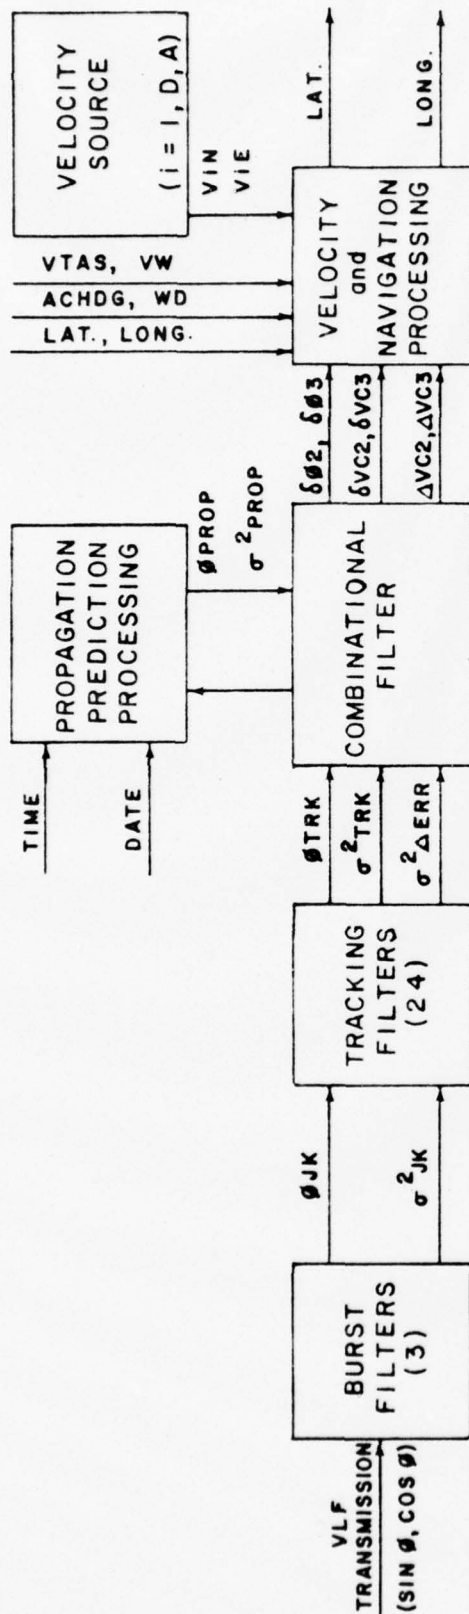 VLF
TRANSMISSION
(SIN Ø, COS Ø)
BURST
FILTERS
(3)
ØJK
σ²JK
TRACKING
FILTERS
(24)
ØTRK
σ²TRK
σ²ΔERR
TIME
DATE
PROPAGATION
PREDICTION
PROCESSING
ØPROP
σ²PROP
COMBINATIONAL
FILTER
δØ2, δØ3
δVC2, δVC3
ΔVC2, ΔVC3
VELOCITY
SOURCE
(i = I, D, A)
VIN
VIE
VTAS, VW
ACHDG, WD
LAT., LONG.
VELOCITY
and
NAVIGATION
PROCESSING
LAT.
LONG.